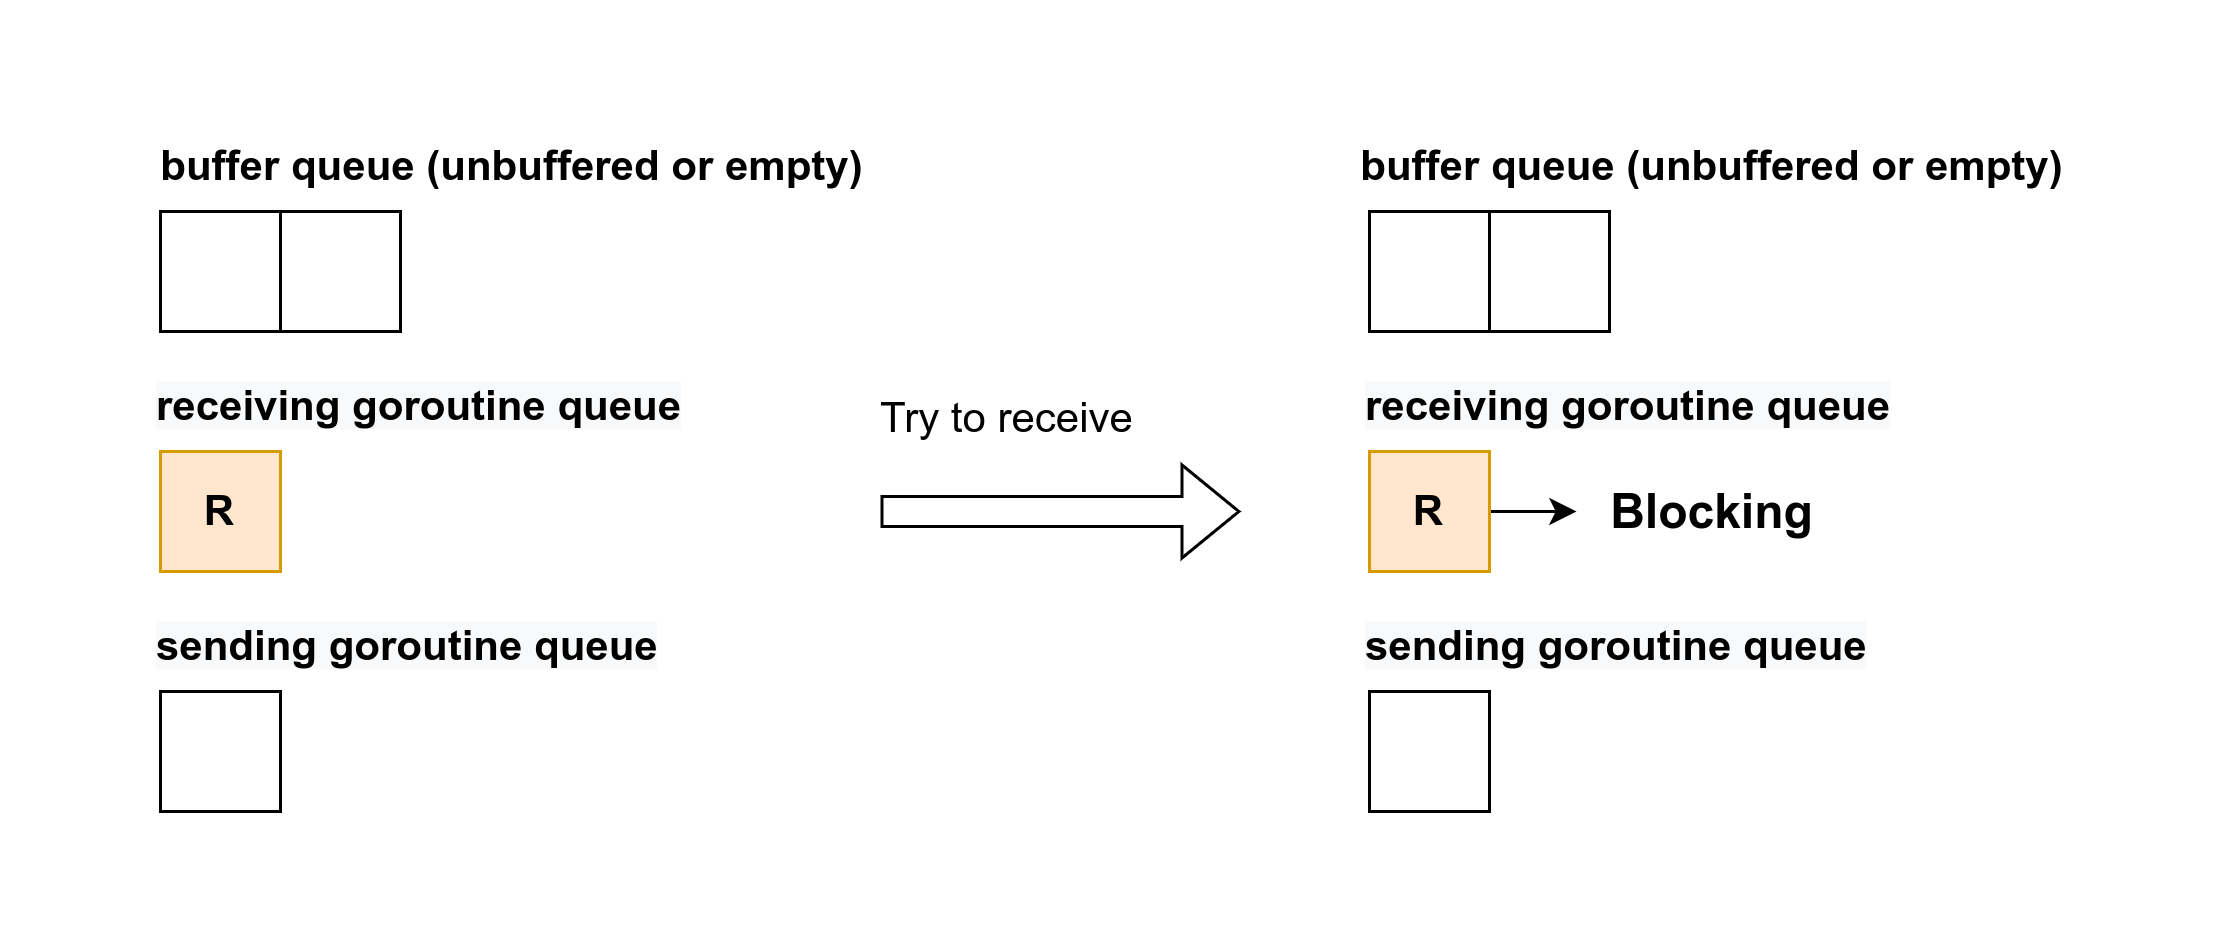 buffer queue (unbuffered or empty)
receiving goroutine queue
R
sending goroutine queue
Try to receive
buffer queue (unbuffered or empty)
receiving goroutine queue
R
Blocking
sending goroutine queue